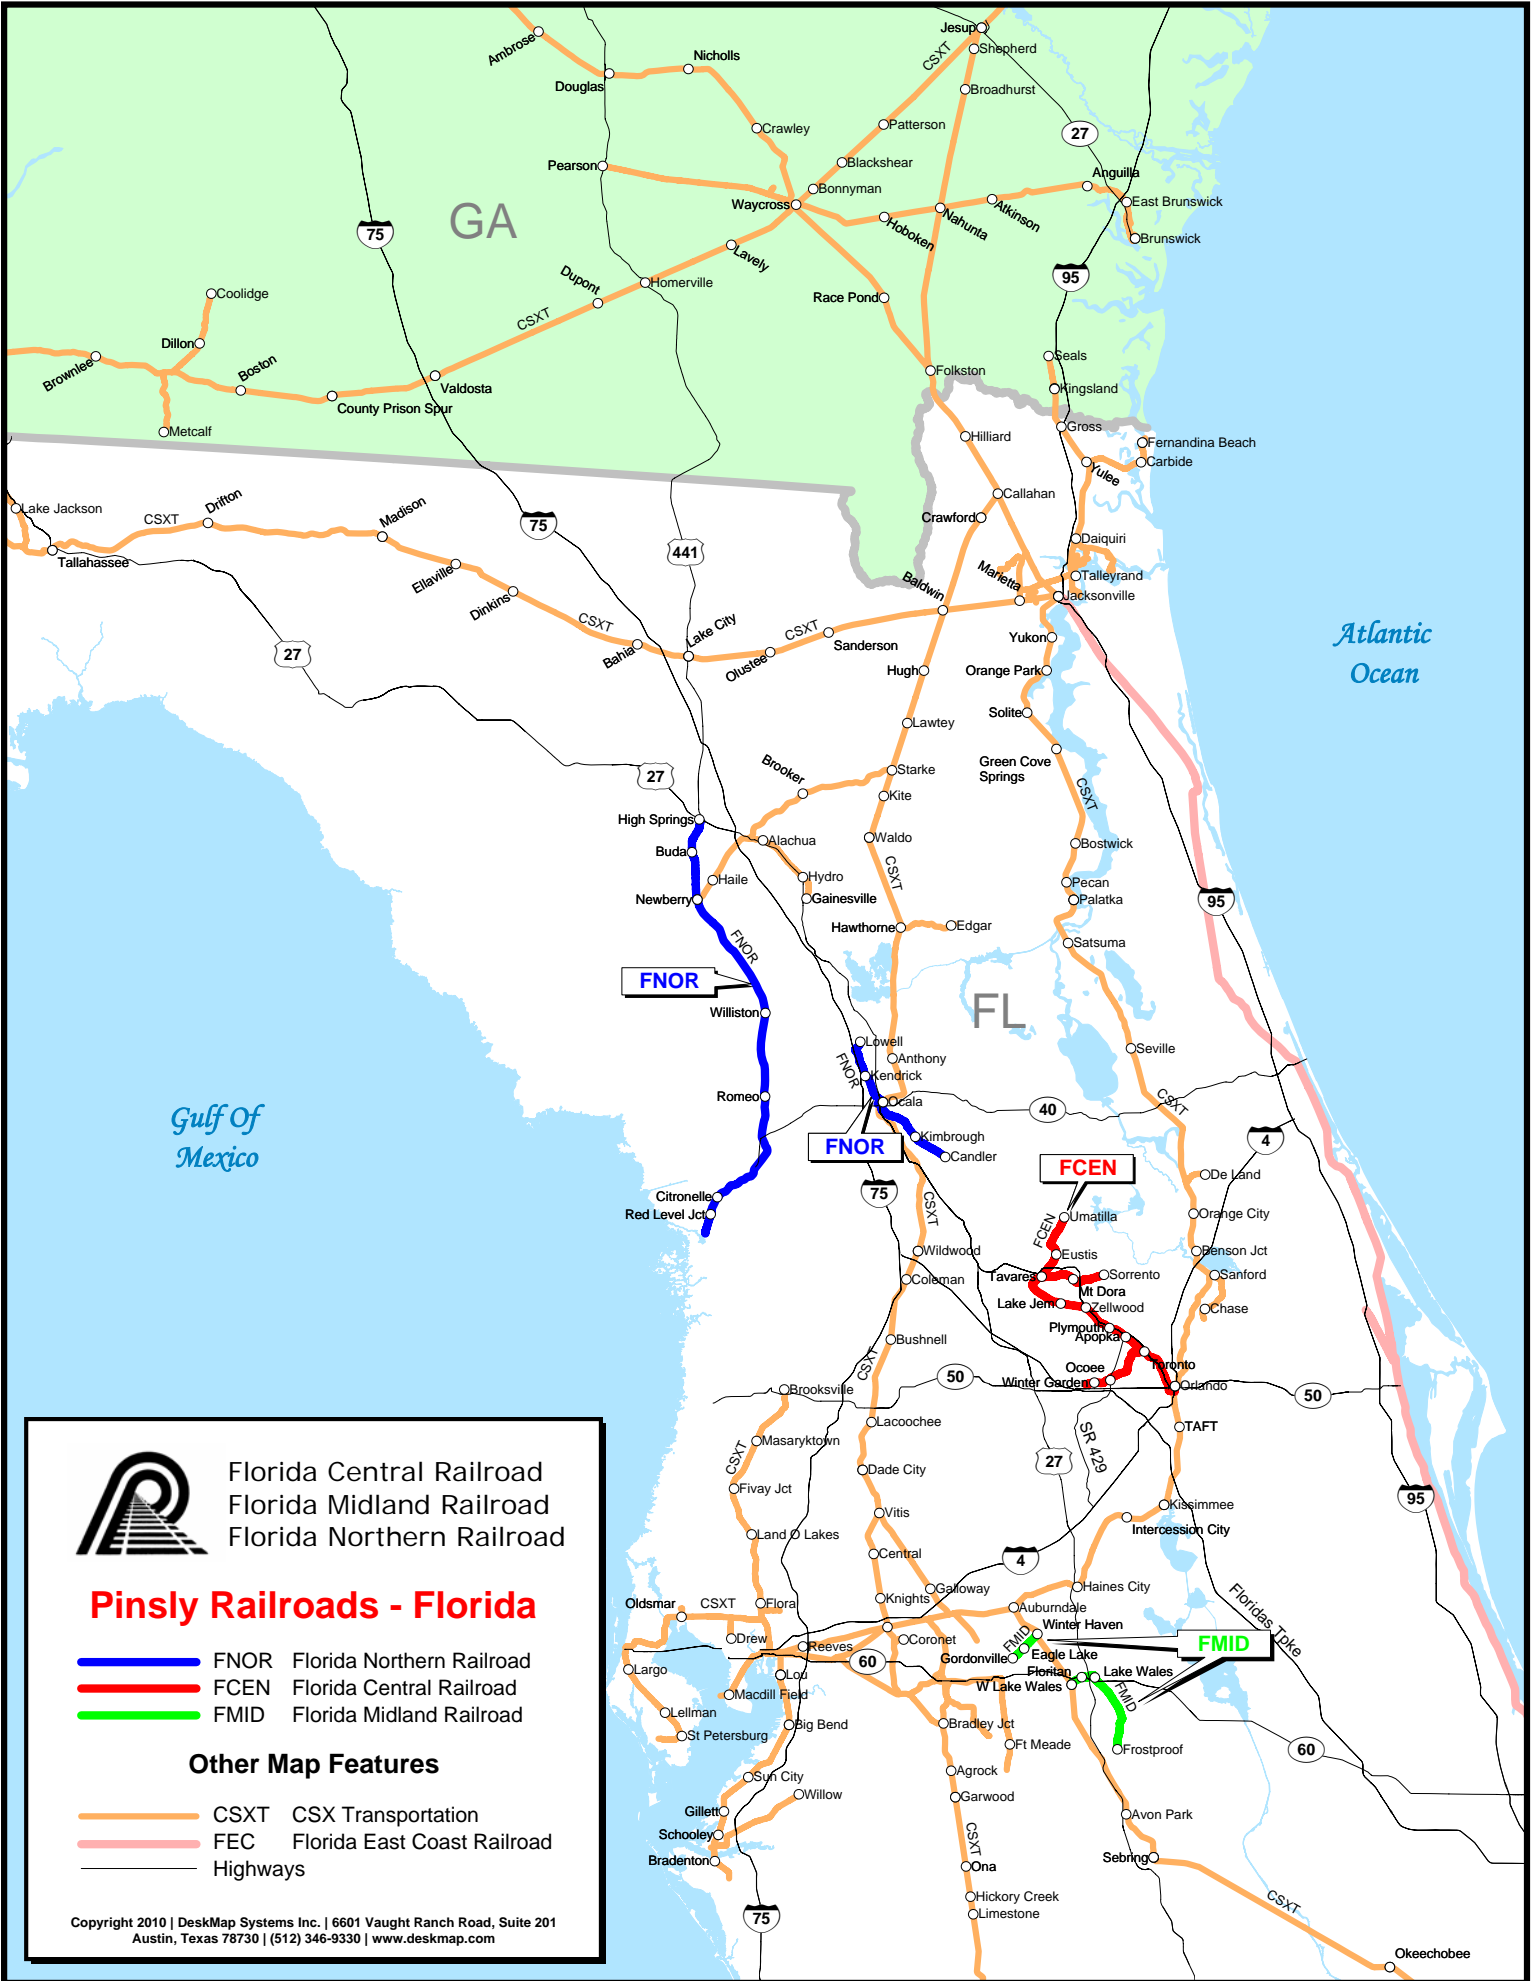 Jesup
Ambrose
CSXT
Shepherd
Nicholls
Douglas
Broadhurst
Patterson
Crawley
27
Blackshear
Pearson
Anguilla
Bonnyman
Waycross
Atkinson
East Brunswick
GA
Hoboken
Nahunta
75
Brunswick
Lavely
95
Dupont
Homerville
Coolidge
Race Pond
CSXT
Dillon
Seals
Brownlee
Boston
Folkston
Valdosta
Kingsland
County Prison Spur
Metcalf
Gross
Hilliard
Fernandina Beach
Carbide
Yulee
Callahan
Lake Jackson
Drifton
Madison
CSXT
75
Crawford
Daiquiri
441
Tallahassee
Ellaville
Marietta
Talleyrand
Baldwin
Dinkins
Jacksonville
CSXT
Lake City
CSXT
Atlantic
Ocean
Yukon
Sanderson
27
Bahia
Olustee
Hugh
Orange Park
Solite
Lawtey
Green Cove
Springs
Brooker
Starke
27
Kite
CSXT
High Springs
Alachua
Waldo
Bostwick
Buda
CSXT
Haile
Hydro
Pecan
Newberry
Gainesville
Palatka
95
Hawthorne
Edgar
FNOR
Satsuma
FNOR
Williston
FL
Lowell
Seville
FNOR
Anthony
Kendrick
Romeo
Ocala
CSXT
40
Gulf Of
Mexico
Kimbrough
FNOR
4
Candler
FCEN
De Land
75
Citronelle
CSXT
Red Level Jct
Umatilla
Orange City
FCEN
Wildwood
Eustis
Benson Jct
Coleman
Tavares
Sorrento
Sanford
Mt Dora
Lake Jem
Zellwood
Chase
Plymouth
Bushnell
Apopka
CSXT
Toronto
Ocoee
50
Winter Garden
Orlando
Brooksville
50
Lacoochee
TAFT
SR 429
Masaryktown
CSXT
27
Dade City
Fivay Jct
95
Vitis
Kissimmee
Land O Lakes
Intercession City
Central
4
Galloway
Haines City
Floridas Tpke
Oldsmar
CSXT
Flora
Knights
Auburndale
Winter Haven
Drew
Reeves
Coronet
FMID
FMID
60
Gordonville
Eagle Lake
Largo
Lou
Floritan
Lake Wales
W Lake Wales
Macdill Field
FMID
Lellman
Big Bend
Bradley Jct
St Petersburg
Ft Meade
Frostproof
60
Sun City
Agrock
Willow
Garwood
Gillett
Avon Park
Schooley
CSXT
Bradenton
Sebring
Ona
CSXT
Hickory Creek
Limestone
75
Okeechobee
Florida Central Railroad
Florida Midland Railroad
Florida Northern Railroad
Pinsly Railroads - Florida
FNOR Florida Northern Railroad
FCEN Florida Central Railroad
FMID Florida Midland Railroad
Other Map Features
CSXT CSX Transportation
FEC Florida East Coast Railroad
Highways
Copyright 2010 | DeskMap Systems Inc. | 6601 Vaught Ranch Road, Suite 201
Austin, Texas 78730 | (512) 346-9330 | www.deskmap.com